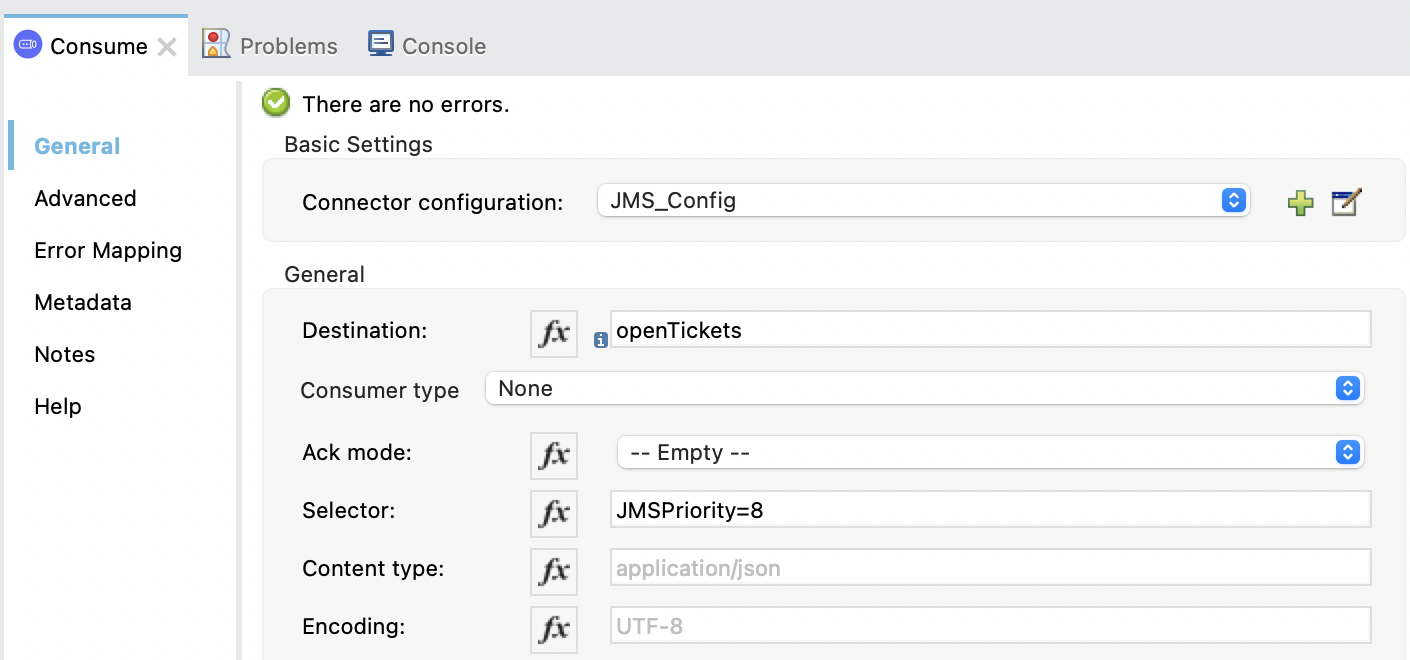 Consume
Problems
Console
General
Advanced
Error Mapping
Metadata
Notes
Help
There are no errors.
Basic Settings
Connector configuration: JMS_Config
General
Destination: fx i openTickets
Consumer type None
Ack mode: fx -- Empty --
Selector: fx JMSPriority=8
Content type: fx application/json
Encoding: fx UTF-8